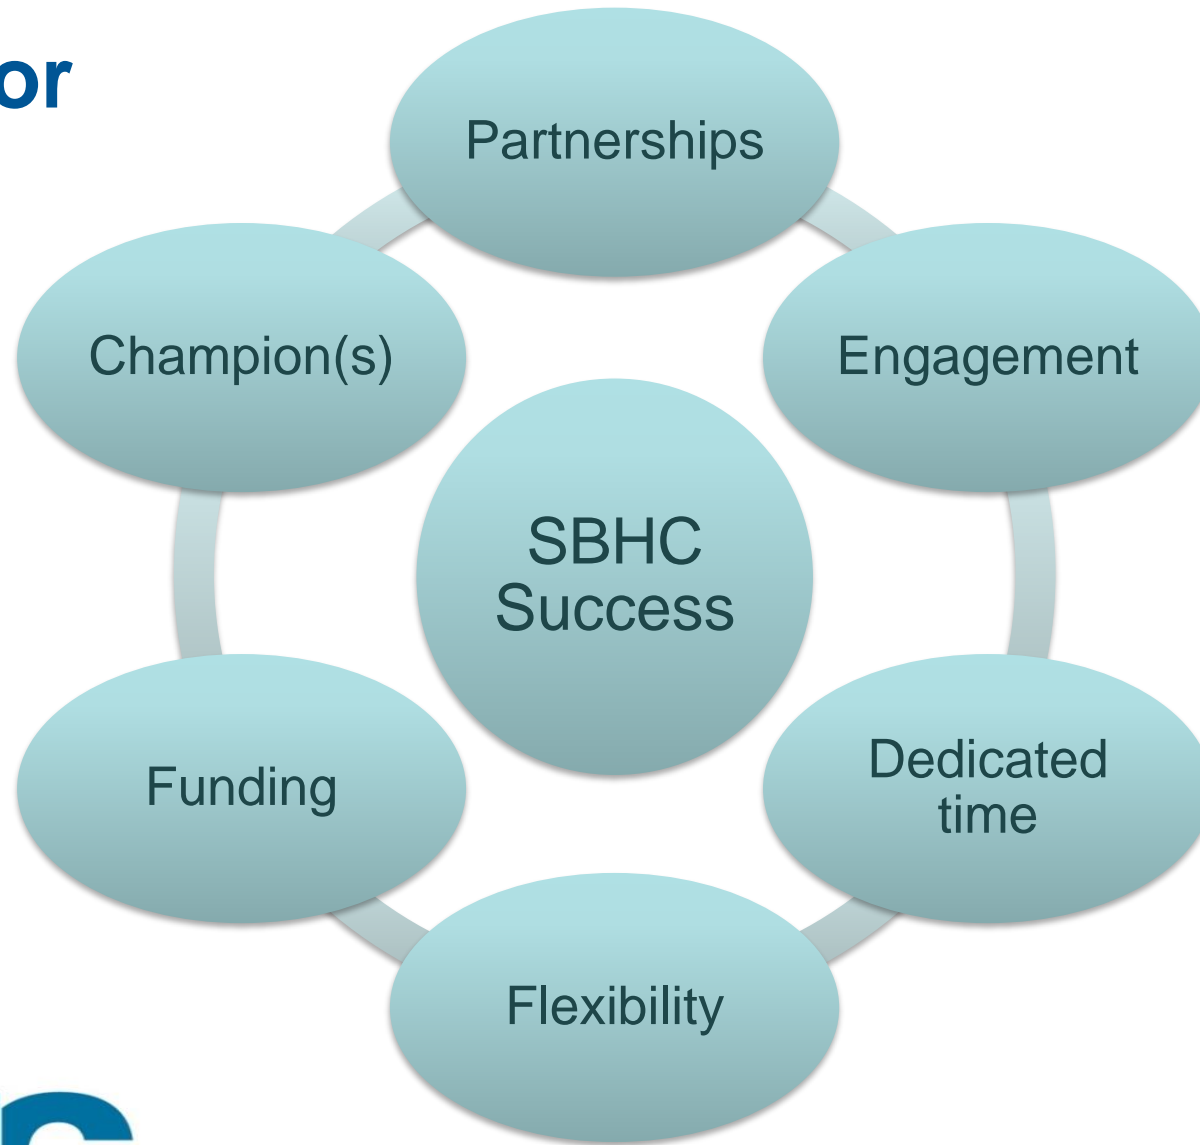 or
Partnerships
Champion(s)
Engagement
SBHC
Success
Funding
Dedicated
time
Flexibility